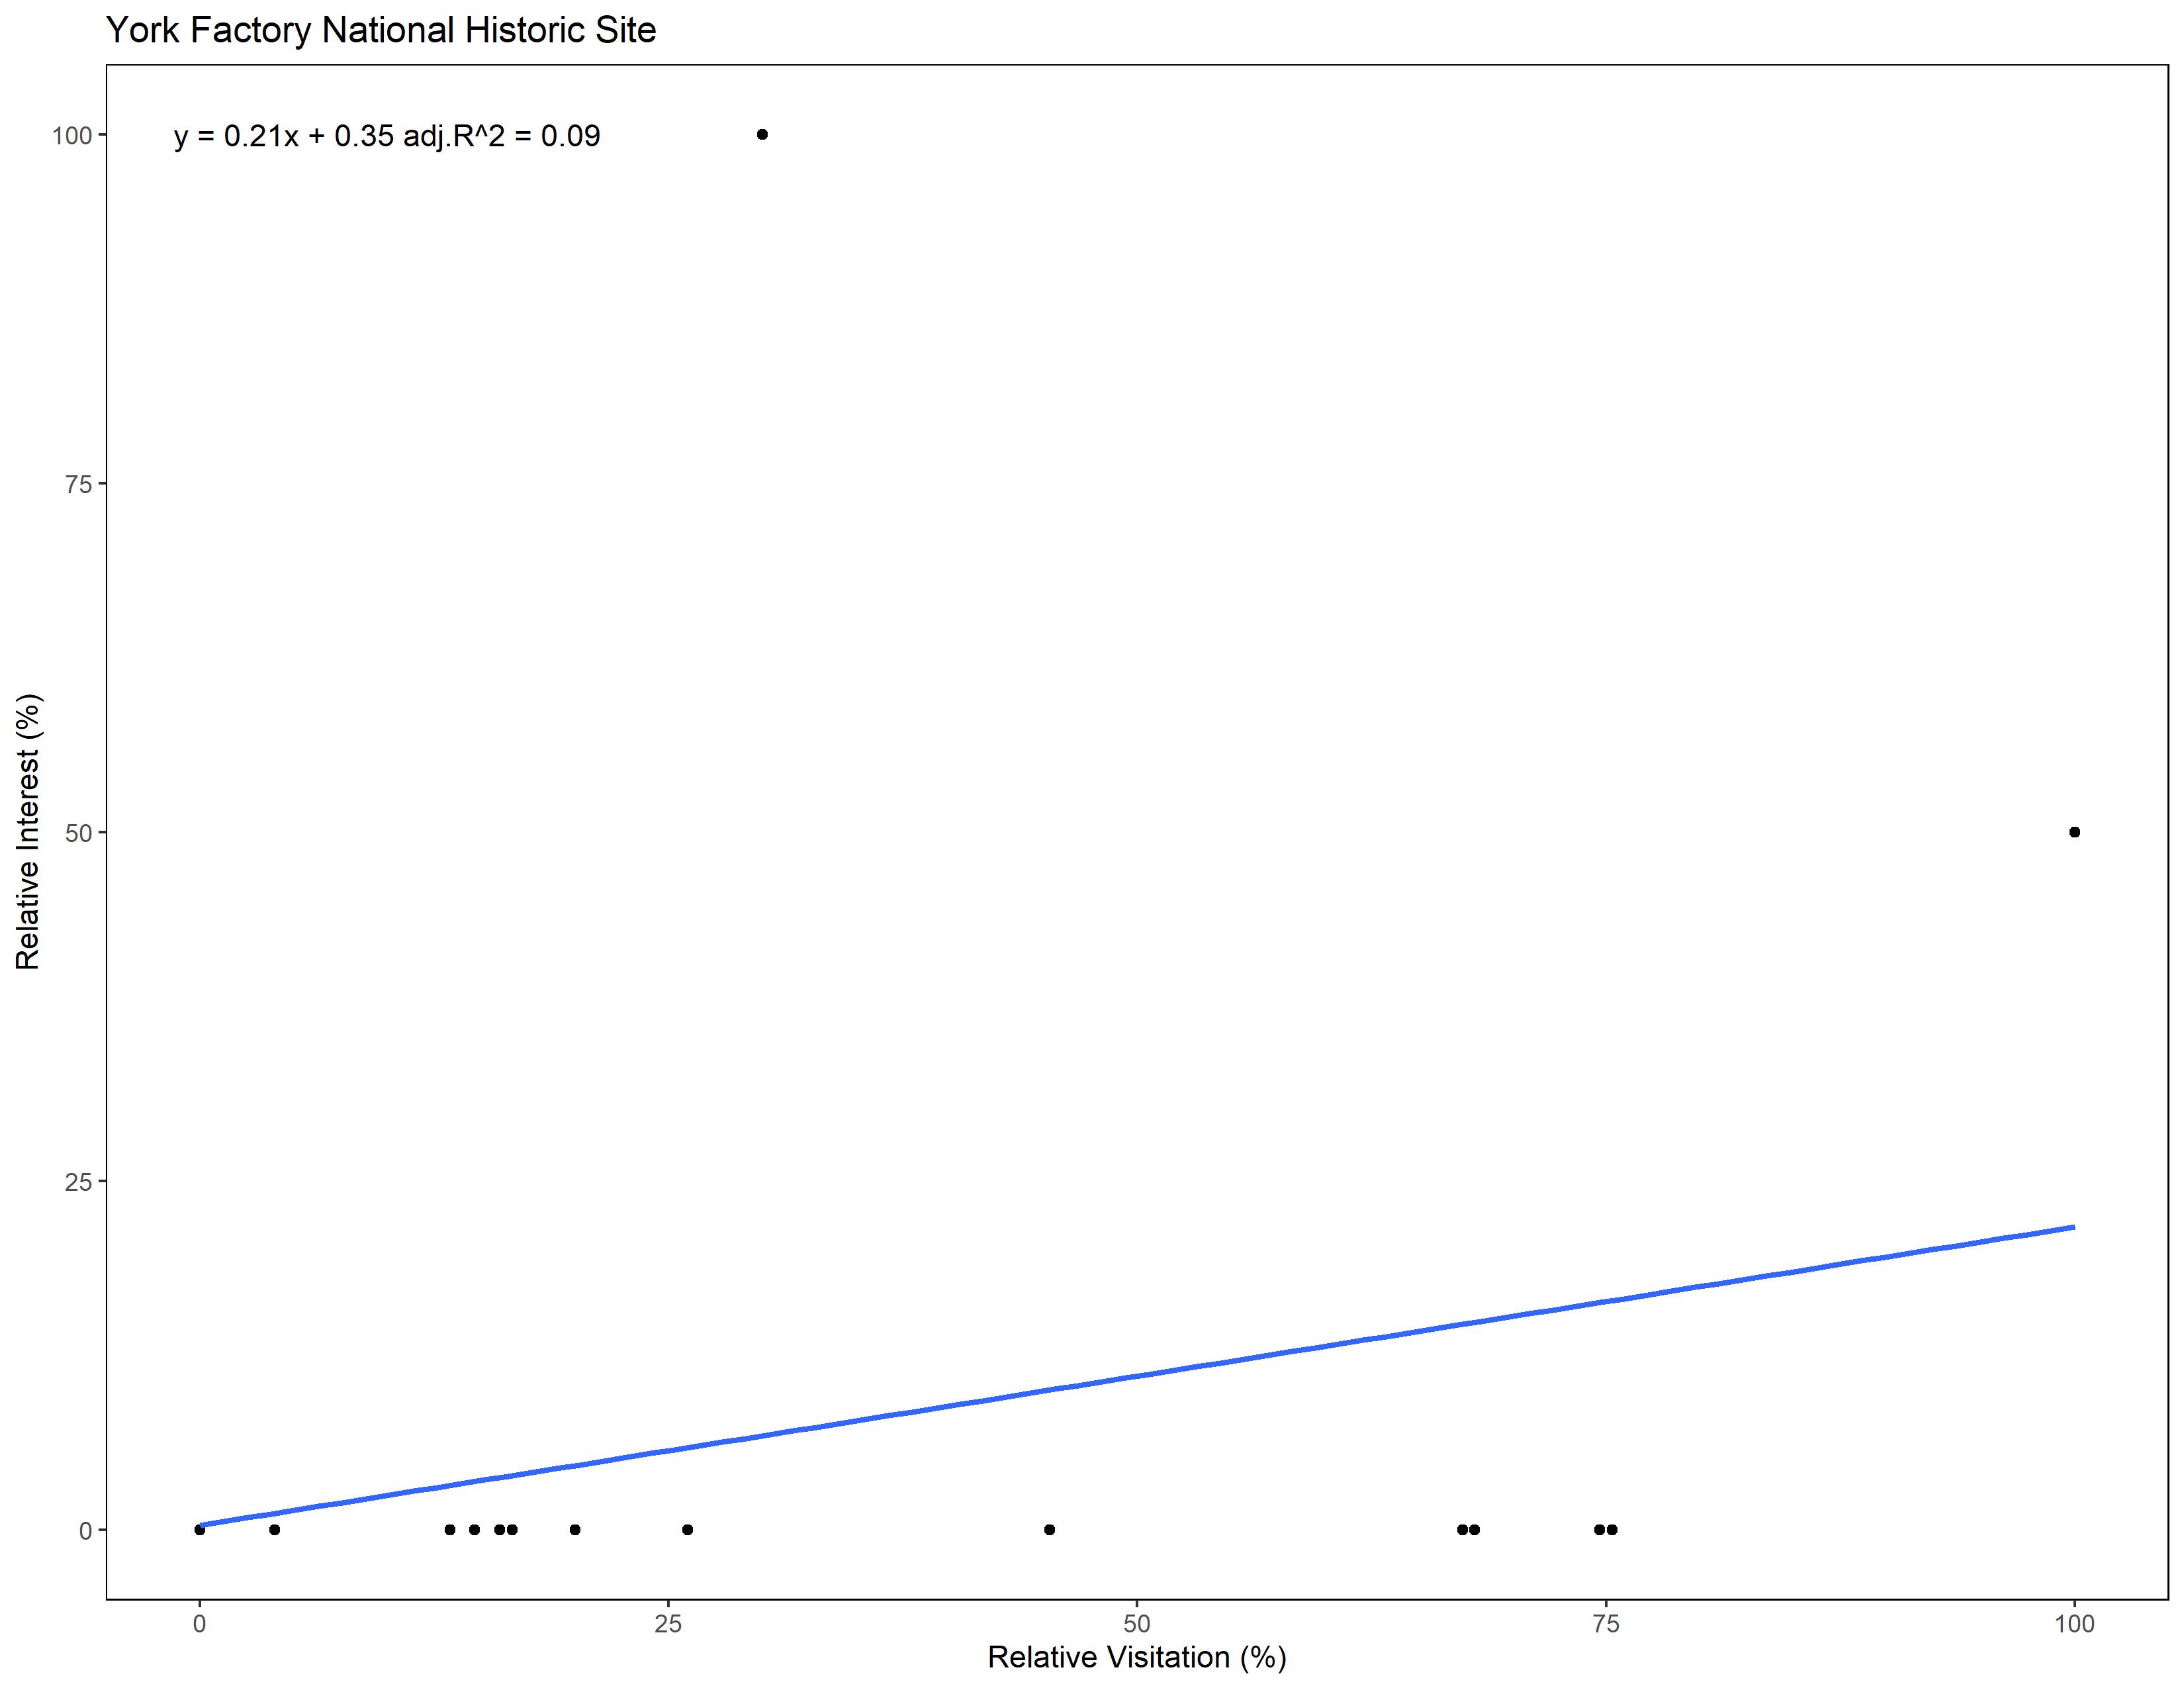 York Factory National Historic Site
y = 0.21x + 0.35 adj.R^2 = 0.09
100
75
50
25
0
Relative Interest (%)
0 25 50 75 100
Relative Visitation (%)